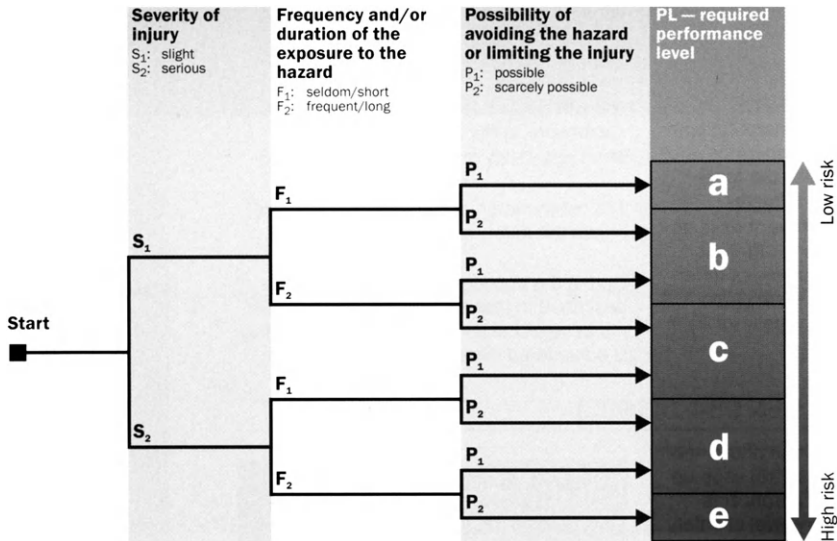 Severity of
injury
S₁: slight
S₂: serious
Frequency and/or
duration of the
exposure to the
hazard
F₁: seldom/short
F₂: frequent/long
Possibility of
avoiding the hazard
or limiting the injury
P₁: possible
P₂: scarcely possible
PL — required
performance
level
Start
S₁
S₂
F₁
F₂
F₁
F₂
P₁
P₂
P₁
P₂
P₁
P₂
P₁
P₂
a
b
c
d
e
Low risk
High risk